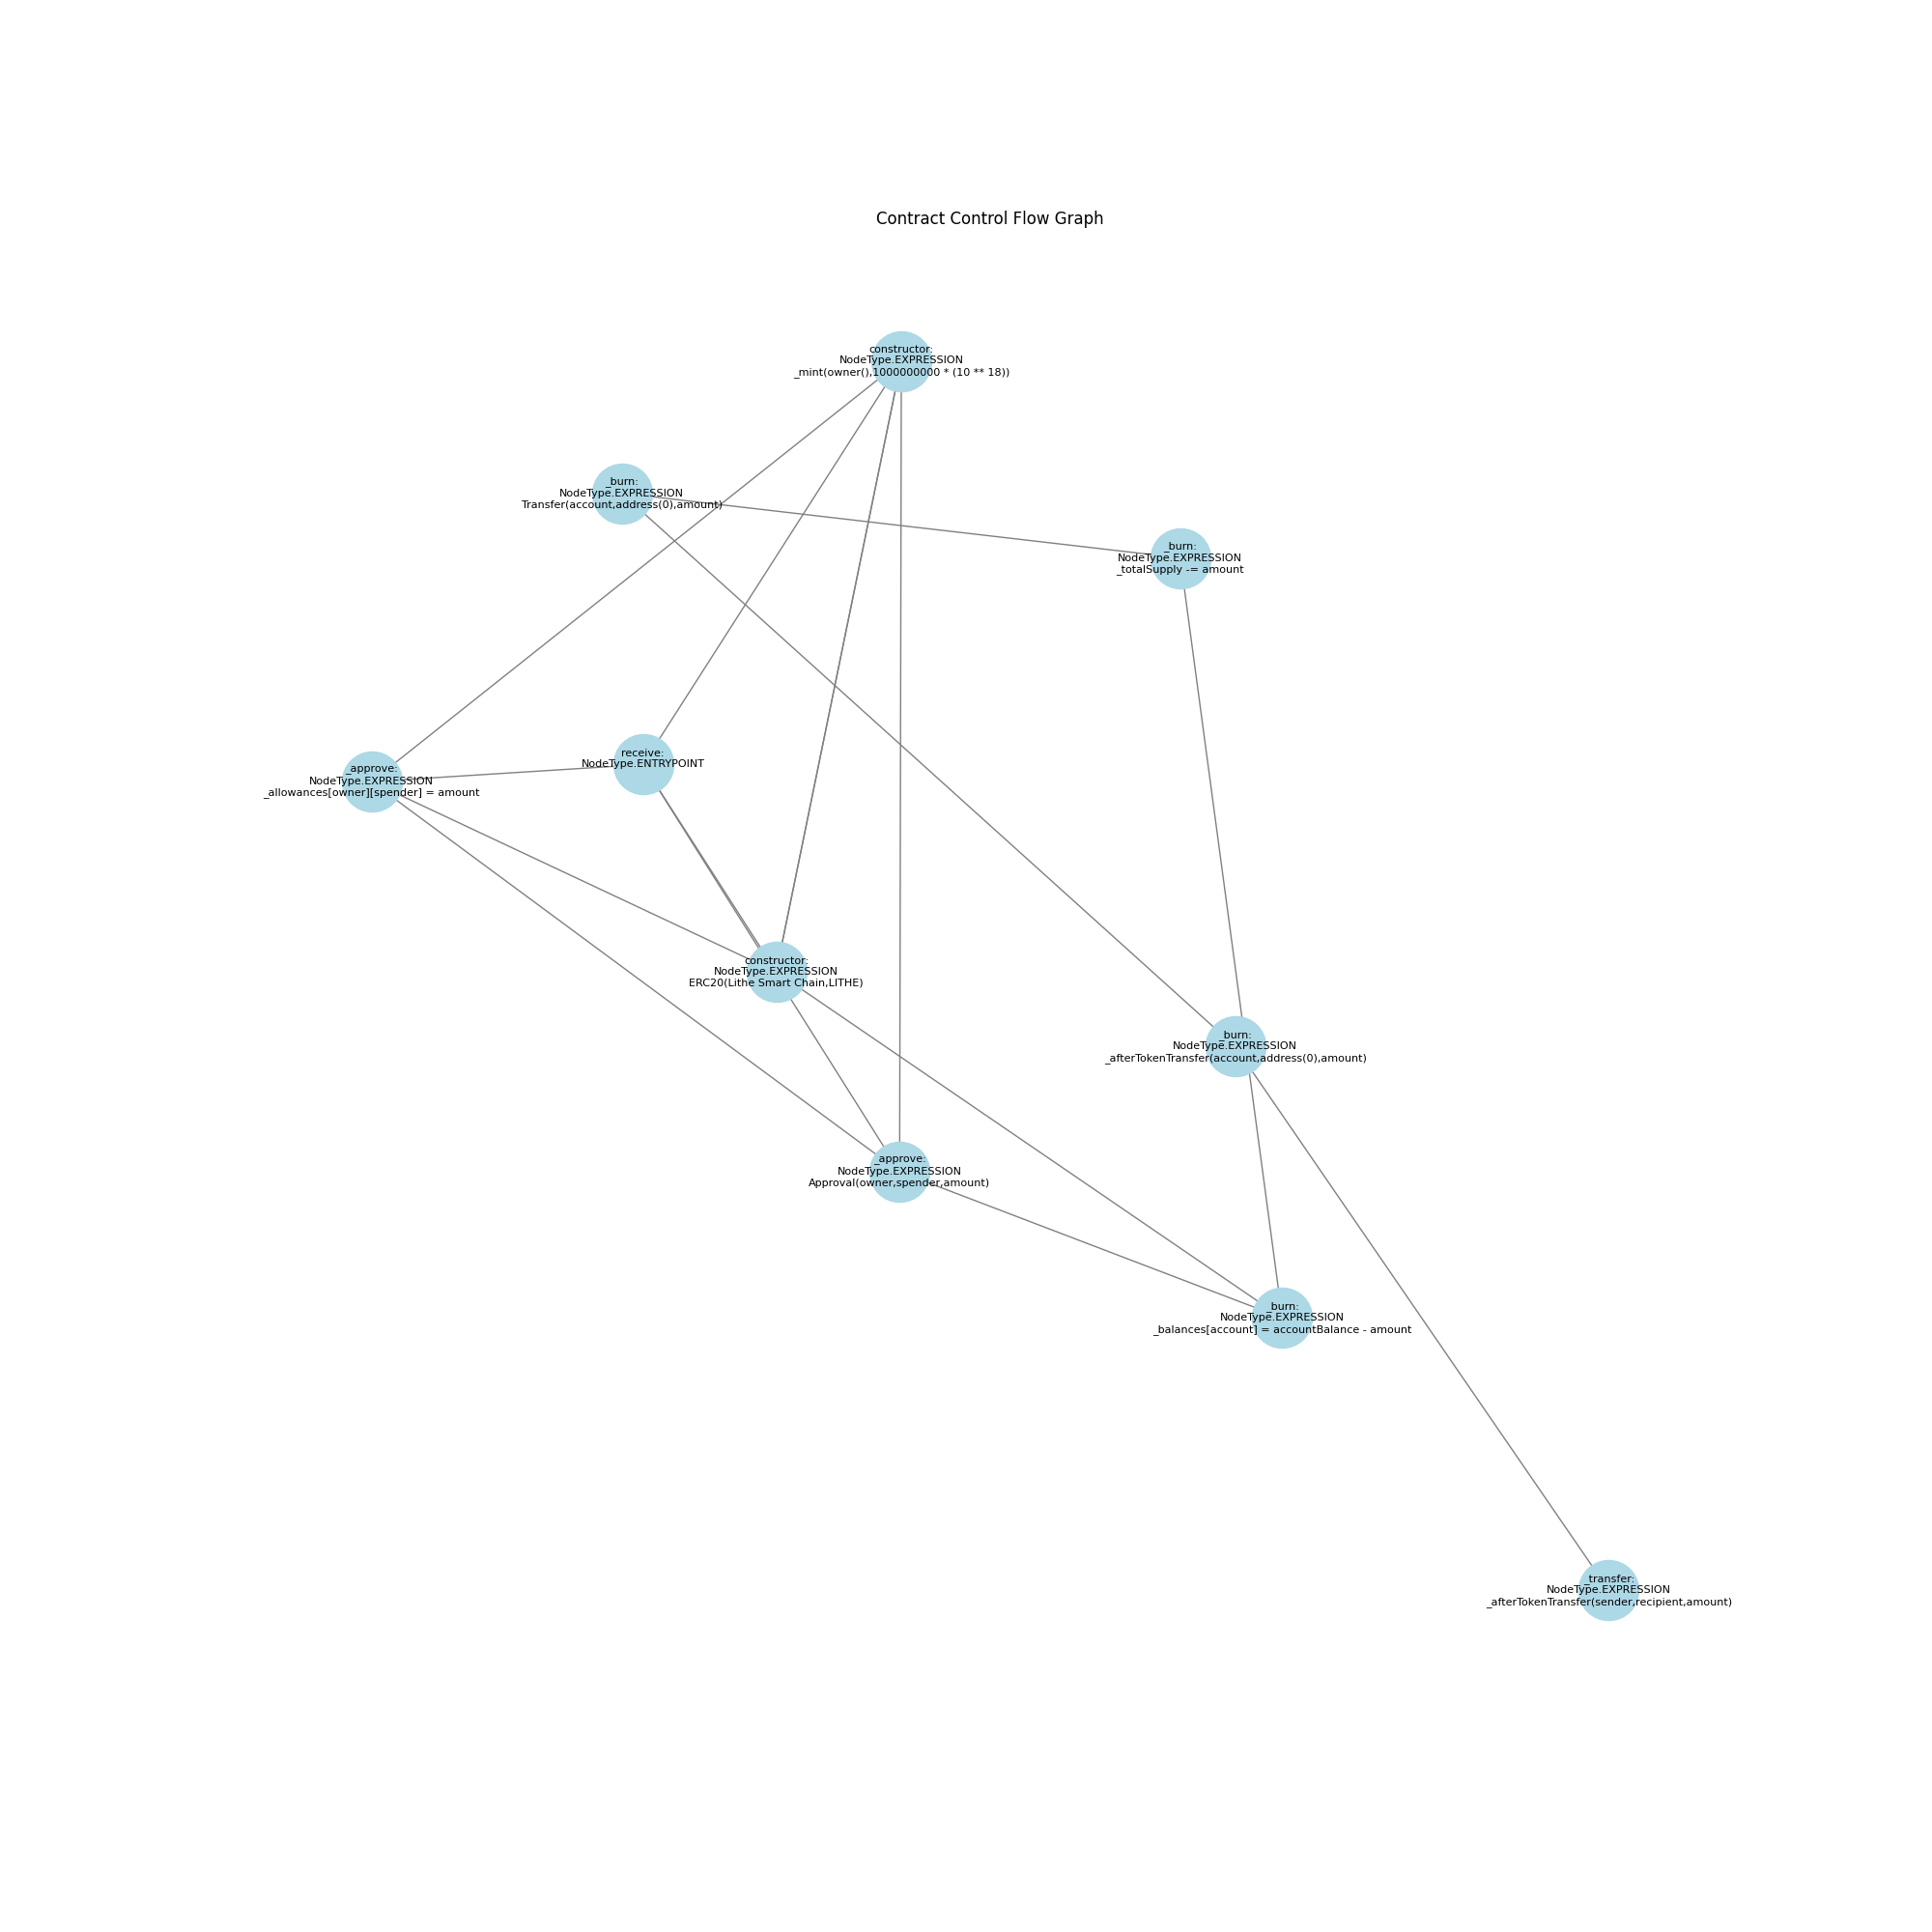 Contract Control Flow Graph
constructor:
NodeType.EXPRESSION
_mint(owner(),1000000000 * (10 ** 18))
_burn:
NodeType.EXPRESSION
Transfer(account,address(0),amount)
_burn:
NodeType.EXPRESSION
_totalSupply -= amount
receive:
NodeType.ENTRYPOINT
_approve:
NodeType.EXPRESSION
_allowances[owner][spender] = amount
constructor:
NodeType.EXPRESSION
ERC20(Lithe Smart Chain,LITHE)
_burn:
NodeType.EXPRESSION
_afterTokenTransfer(account,address(0),amount)
_approve:
NodeType.EXPRESSION
Approval(owner,spender,amount)
_burn:
NodeType.EXPRESSION
_balances[account] = accountBalance - amount
_transfer:
NodeType.EXPRESSION
_afterTokenTransfer(sender,recipient,amount)